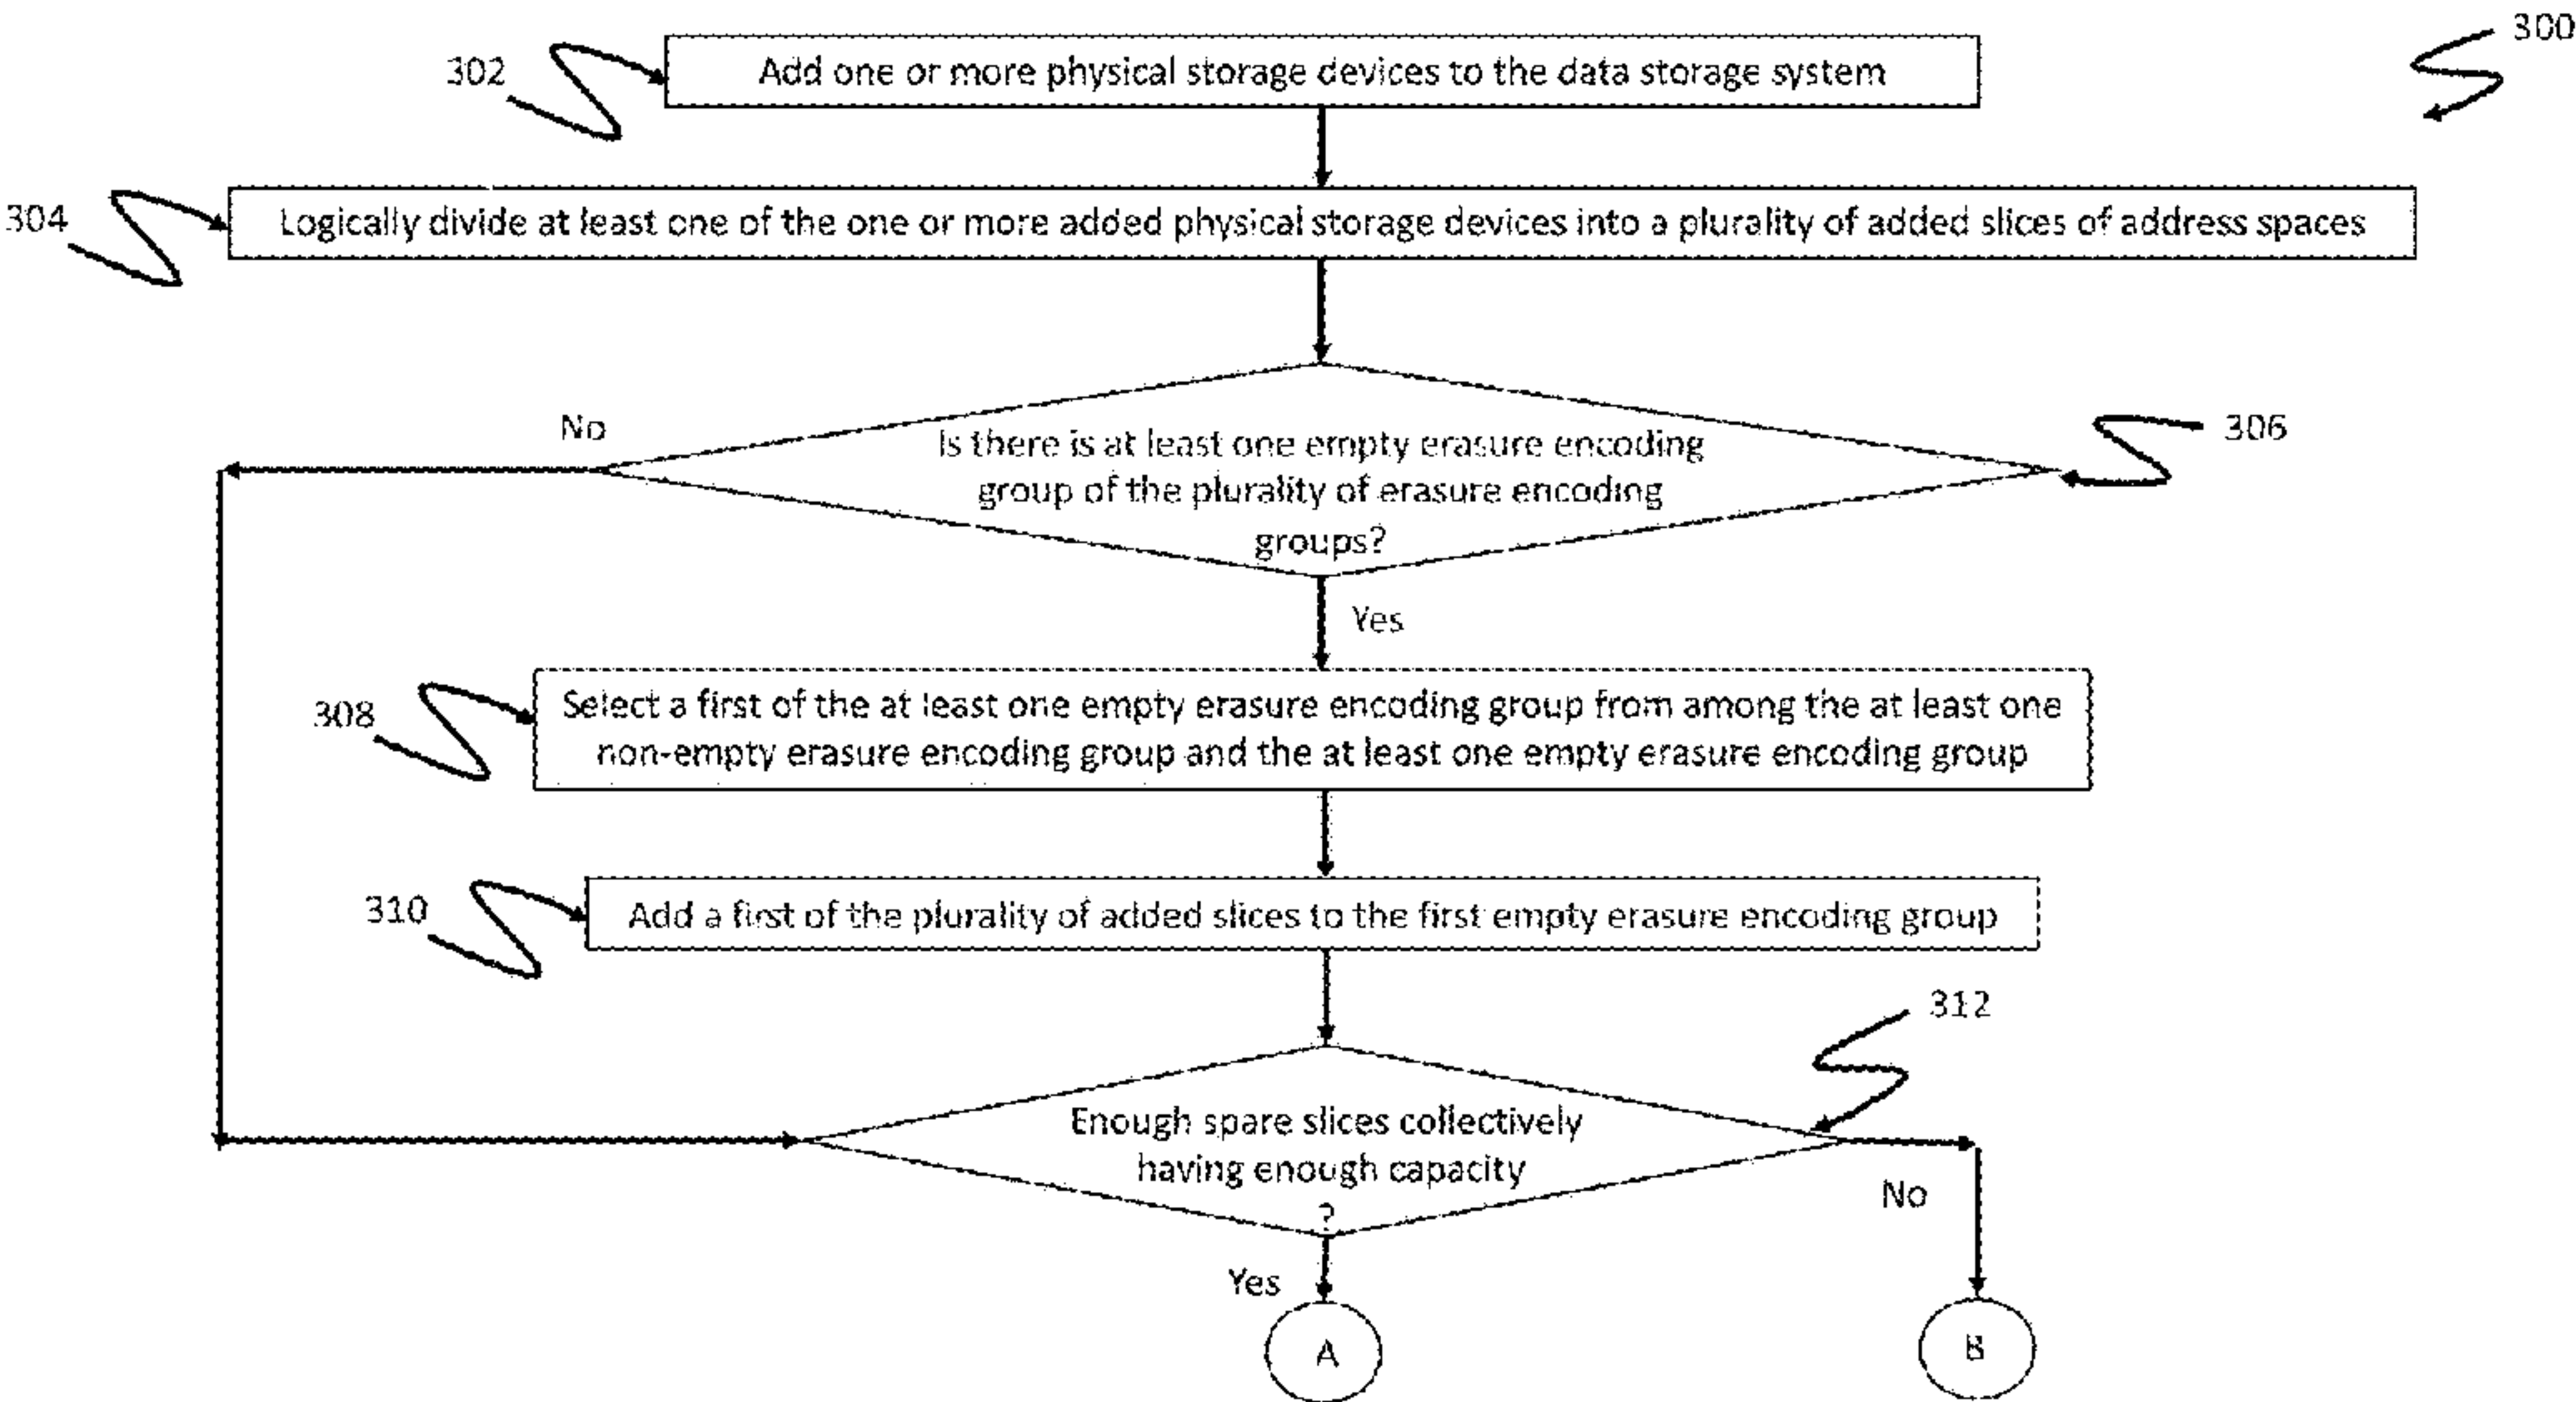 300
302
Add one or more physical storage devices to the data storage system
304
Logically divide at least one of the one or more added physical storage devices into a plurality of added slices of address spaces
No
306
Is there is at least one empty erasure encoding
group of the plurality of erasure encoding
groups?
Yes
308
Select a first of the at least one empty erasure encoding group from among the at least one
non-empty erasure encoding group and the at least one empty erasure encoding group
310
Add a first of the plurality of added slices to the first empty erasure encoding group
312
Enough spare slices collectively
having enough capacity
?
No
Yes
A
B